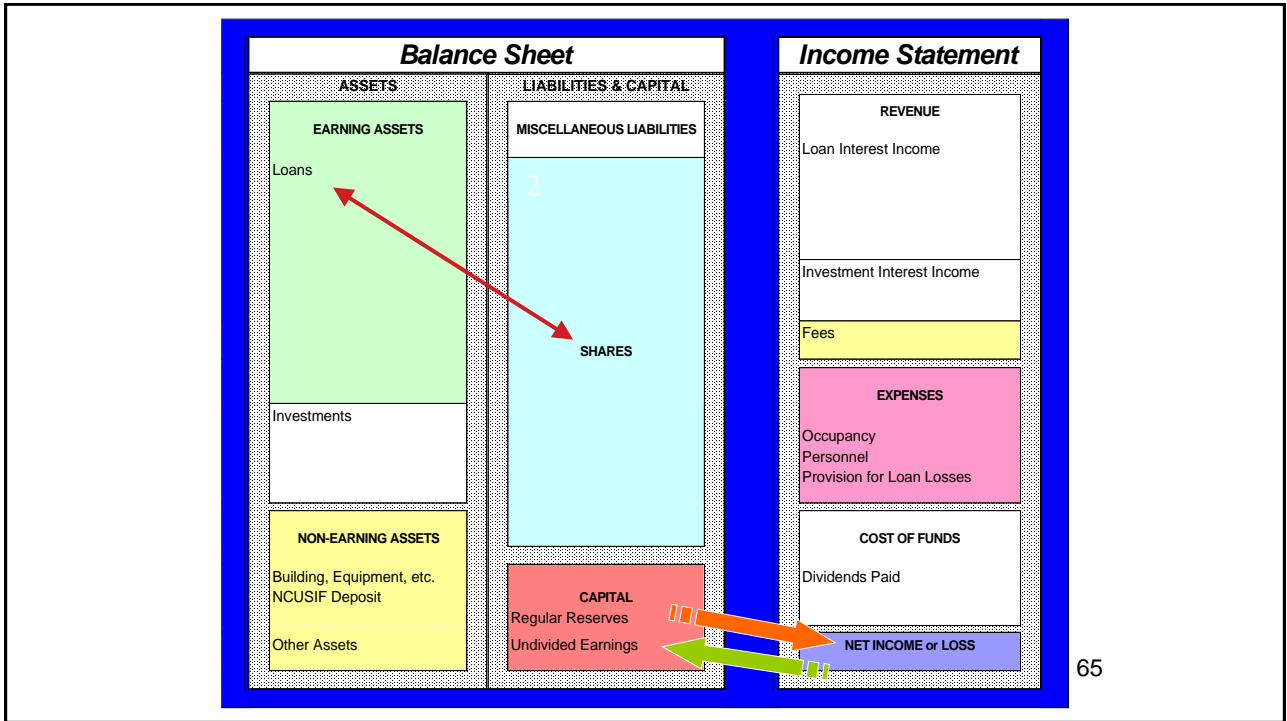 Balance Sheet
ASSETS
EARNING ASSETS
Loans
Investments
NON-EARNING ASSETS
Building, Equipment, etc.
NCUSIF Deposit
Other Assets
LIABILITIES & CAPITAL
MISCELLANEOUS LIABILITIES
2
SHARES
CAPITAL
Regular Reserves
Undivided Earnings
Income Statement
REVENUE
Loan Interest Income
Investment Interest Income
Fees
EXPENSES
Occupancy
Personnel
Provision for Loan Losses
COST OF FUNDS
Dividends Paid
NET INCOME or LOSS
65